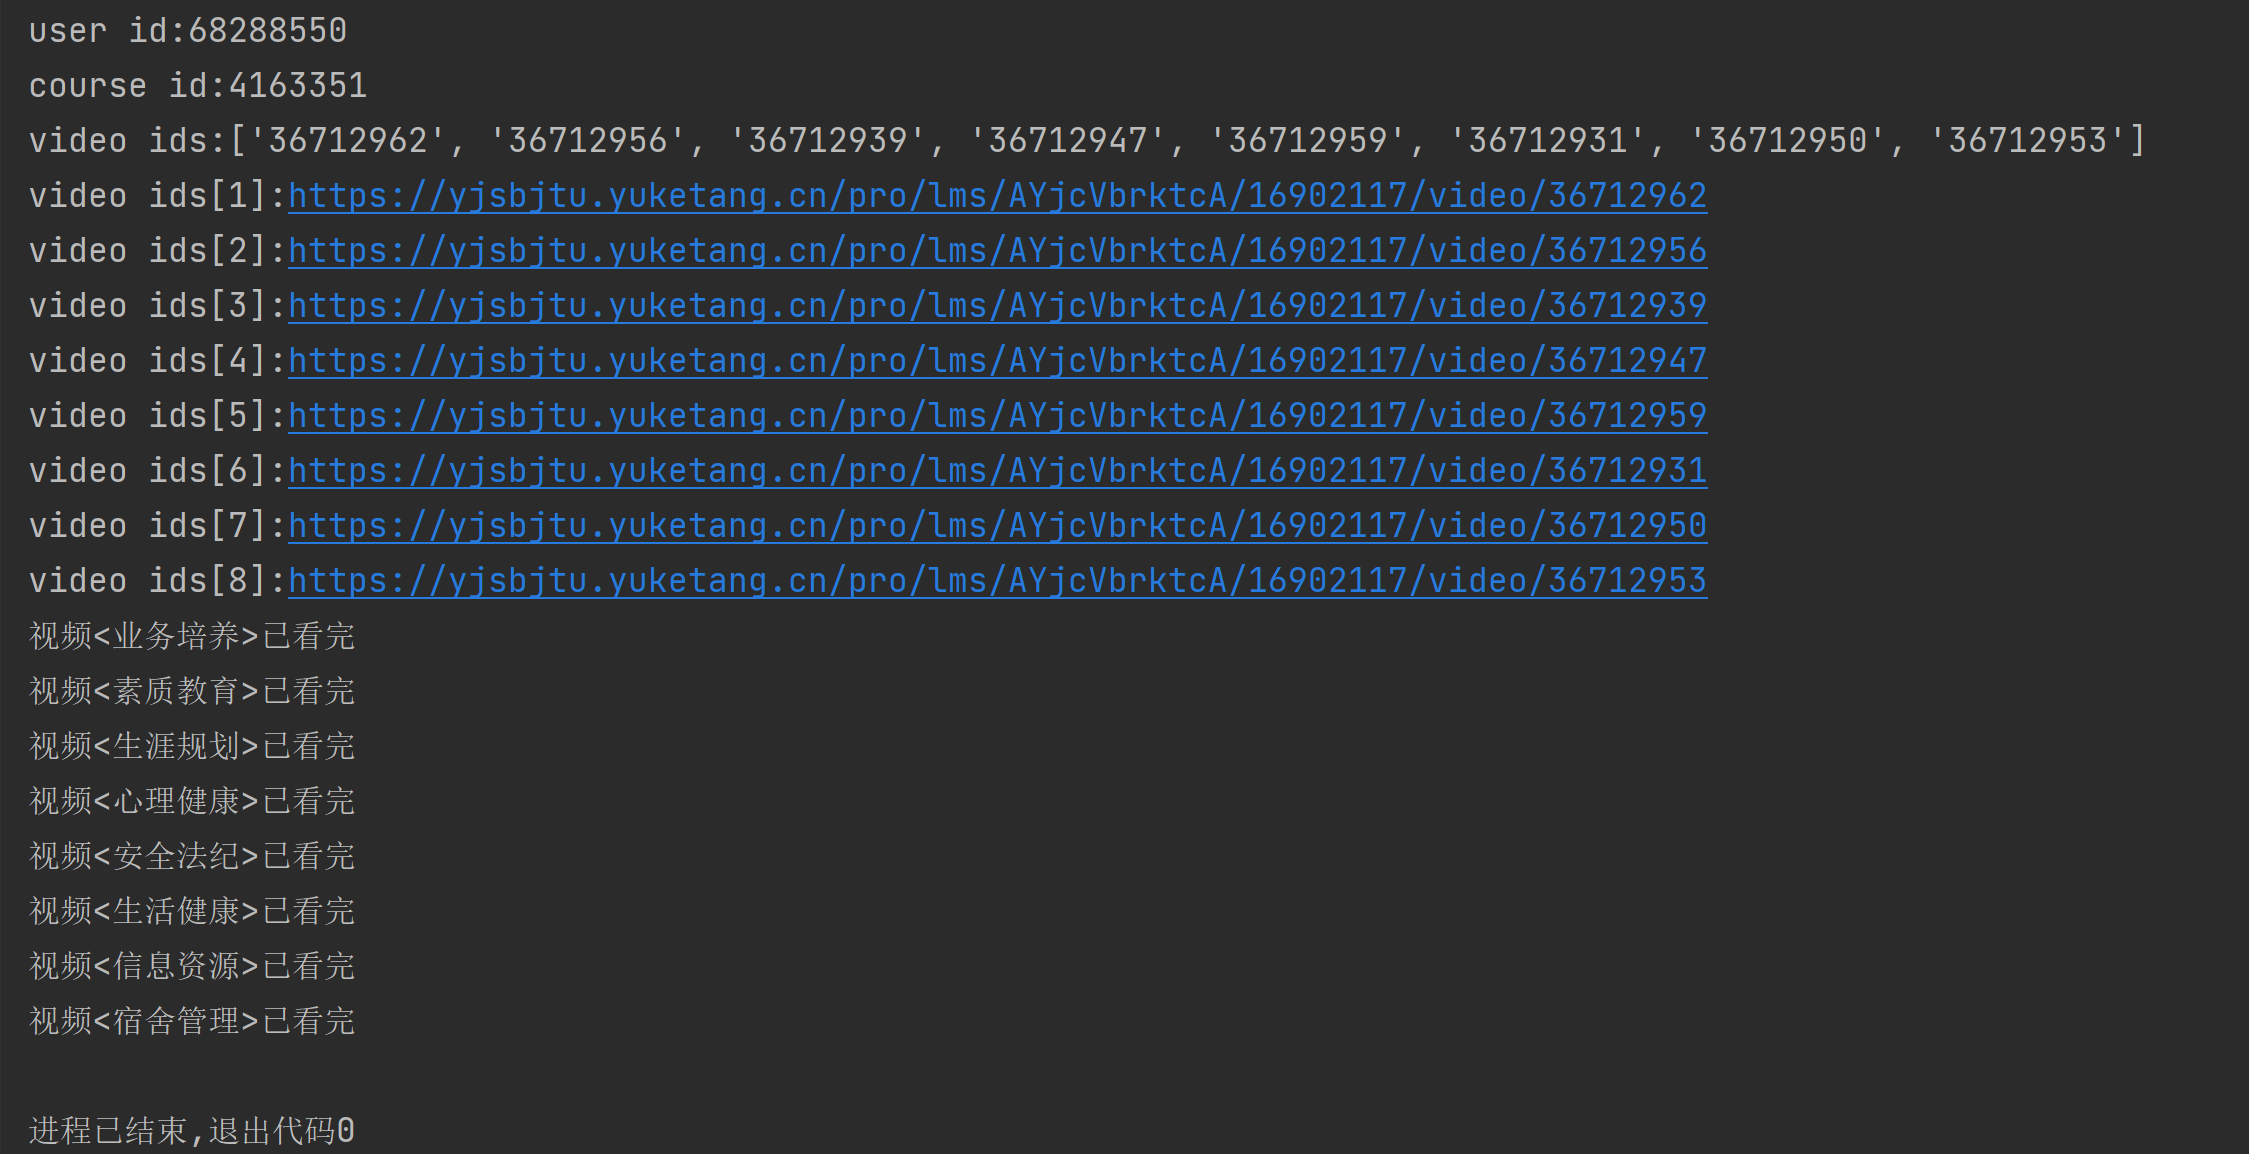 user id:68288550
course id:4163351
video ids:['36712962', '36712956', '36712939', '36712947', '36712959', '36712931', '36712950', '36712953']
video ids[1]:https://yjsbjtu.yuketang.cn/pro/lms/AYjcVbrktcA/16902117/video/36712962
video ids[2]:https://yjsbjtu.yuketang.cn/pro/lms/AYjcVbrktcA/16902117/video/36712956
video ids[3]:https://yjsbjtu.yuketang.cn/pro/lms/AYjcVbrktcA/16902117/video/36712939
video ids[4]:https://yjsbjtu.yuketang.cn/pro/lms/AYjcVbrktcA/16902117/video/36712947
video ids[5]:https://yjsbjtu.yuketang.cn/pro/lms/AYjcVbrktcA/16902117/video/36712959
video ids[6]:https://yjsbjtu.yuketang.cn/pro/lms/AYjcVbrktcA/16902117/video/36712931
video ids[7]:https://yjsbjtu.yuketang.cn/pro/lms/AYjcVbrktcA/16902117/video/36712950
video ids[8]:https://yjsbjtu.yuketang.cn/pro/lms/AYjcVbrktcA/16902117/video/36712953
视频<业务培养>已看完
视频<素质教育>已看完
视频<生涯规划>已看完
视频<心理健康>已看完
视频<安全法纪>已看完
视频<生活健康>已看完
视频<信息资源>已看完
视频<宿舍管理>已看完
进程已结束,退出代码0